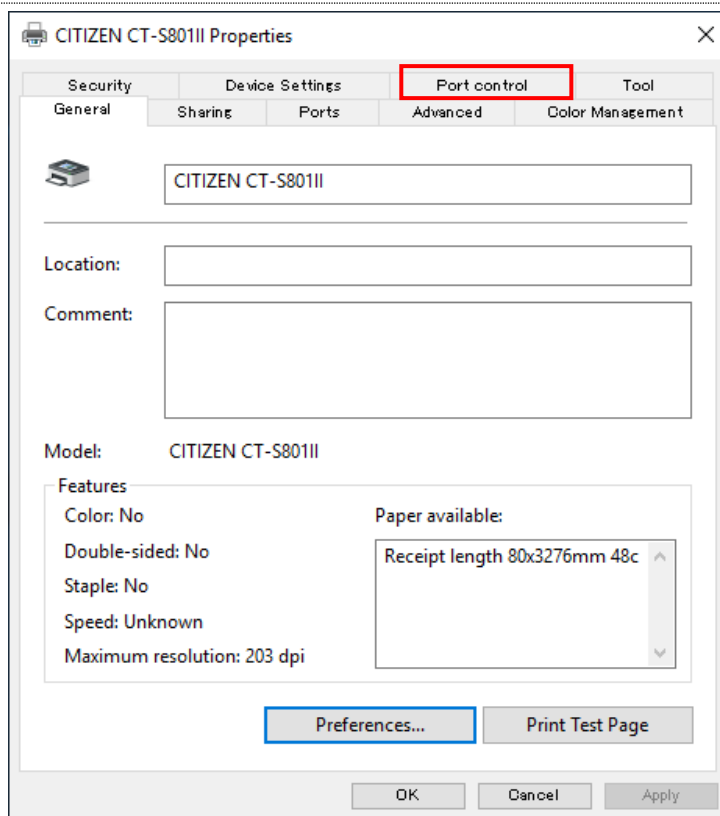 CITIZEN CT-S801II Properties
Security Device Settings Port control Tool
General Sharing Ports Advanced Color Management
CITIZEN CT-S801II
Location:
Comment:
Model: CITIZEN CT-S801II
Features
Color: No Paper available:
Double-sided: No Receipt length 80x3276mm 48c
Staple: No
Speed: Unknown
Maximum resolution: 203 dpi
Preferences... Print Test Page
OK Cancel Apply